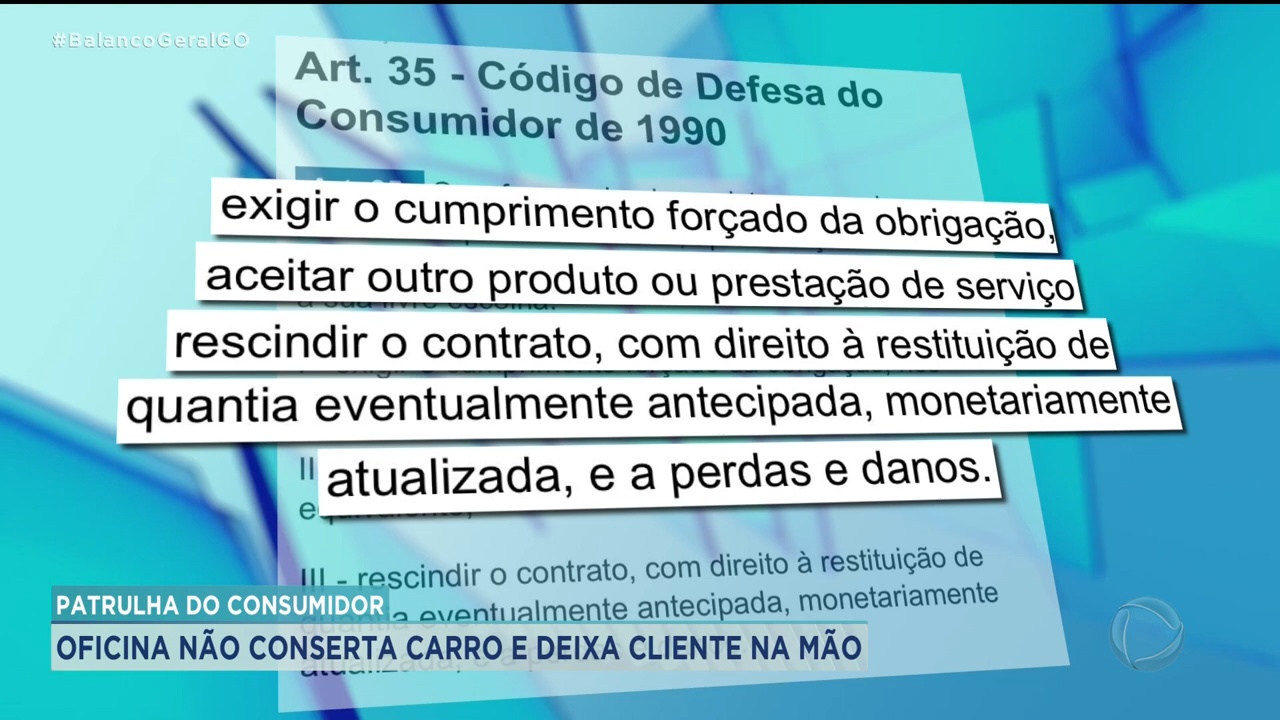 #BalancoGeralGO
Art. 35 - Código de Defesa do
Consumidor de 1990
exigir o cumprimento forçado da obrigação,
aceitar outro produto ou prestação de serviço
rescindir o contrato, com direito à restituição de
quantia eventualmente antecipada, monetariamente
atualizada, e a perdas e danos.
III - rescindir o contrato, com direito à restituição de
quantia eventualmente antecipada, monetariamente
PATRULHA DO CONSUMIDOR
OFICINA NÃO CONSERTA CARRO E DEIXA CLIENTE NA MÃO